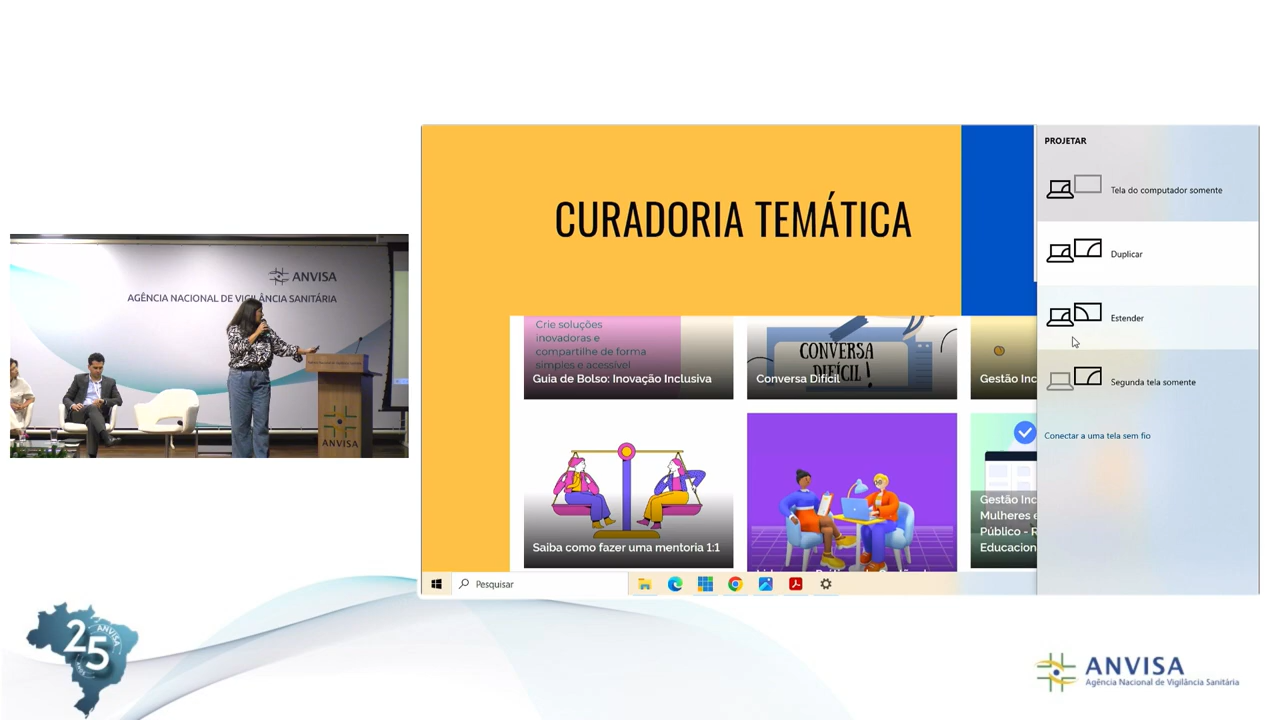 ANVISA
AGÊNCIA NACIONAL DE VIGILÂNCIA SANITÁRIA
ANVISA
CURADORIA TEMÁTICA
Crie soluções
inovadoras e
compartilhe de forma
simples e acessível
Guia de Bolso: Inovação Inclusiva
CONVERSA
DIFÍCIL!
Conversa Difícil
Gestão Inc
Saiba como fazer uma mentoria 1:1
Gestão Inc
Mulheres e
Público - R
Educacion
PROJETAR
Tela do computador somente
Duplicar
Estender
Segunda tela somente
Conectar a uma tela sem fio
Pesquisar
25
ANVISA
ANVISA
Agência Nacional de Vigilância Sanitária